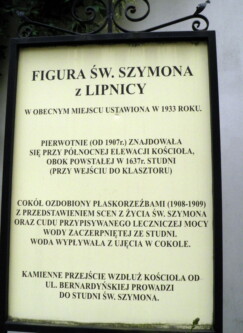 FIGURA ŚW. SZYMONA
z LIPNICY
W OBECNYM MIEJSCU USTAWIONA W 1933 ROKU.
PIERWOTNIE (OD 1907r.) ZNAJDOWAŁA
SIĘ PRZY PÓŁNOCNEJ ELEWACJI KOŚCIOŁA,
OBOK POWSTAŁEJ W 1637r. STUDNI
(PRZY WEJŚCIU DO KLASZTORU)
COKÓŁ OZDOBIONY PŁASKORZEŹBAMI (1908-1909)
Z PRZEDSTAWIENIEM SCEN Z ŻYCIA ŚW. SZYMONA
ORAZ CUDU PRZYPISYWANEJ LECZNICZEJ MOCY
WODY ZACZERPNIĘTEJ ZE STUDNI.
WODA WYPŁYWAŁA Z UJĘCIA W COKOLE.
KAMIENNE PRZEJŚCIE WZDŁUŻ KOŚCIOŁA OD
UL. BERNARDYŃSKIEJ PROWADZI
DO STUDNI ŚW. SZYMONA.